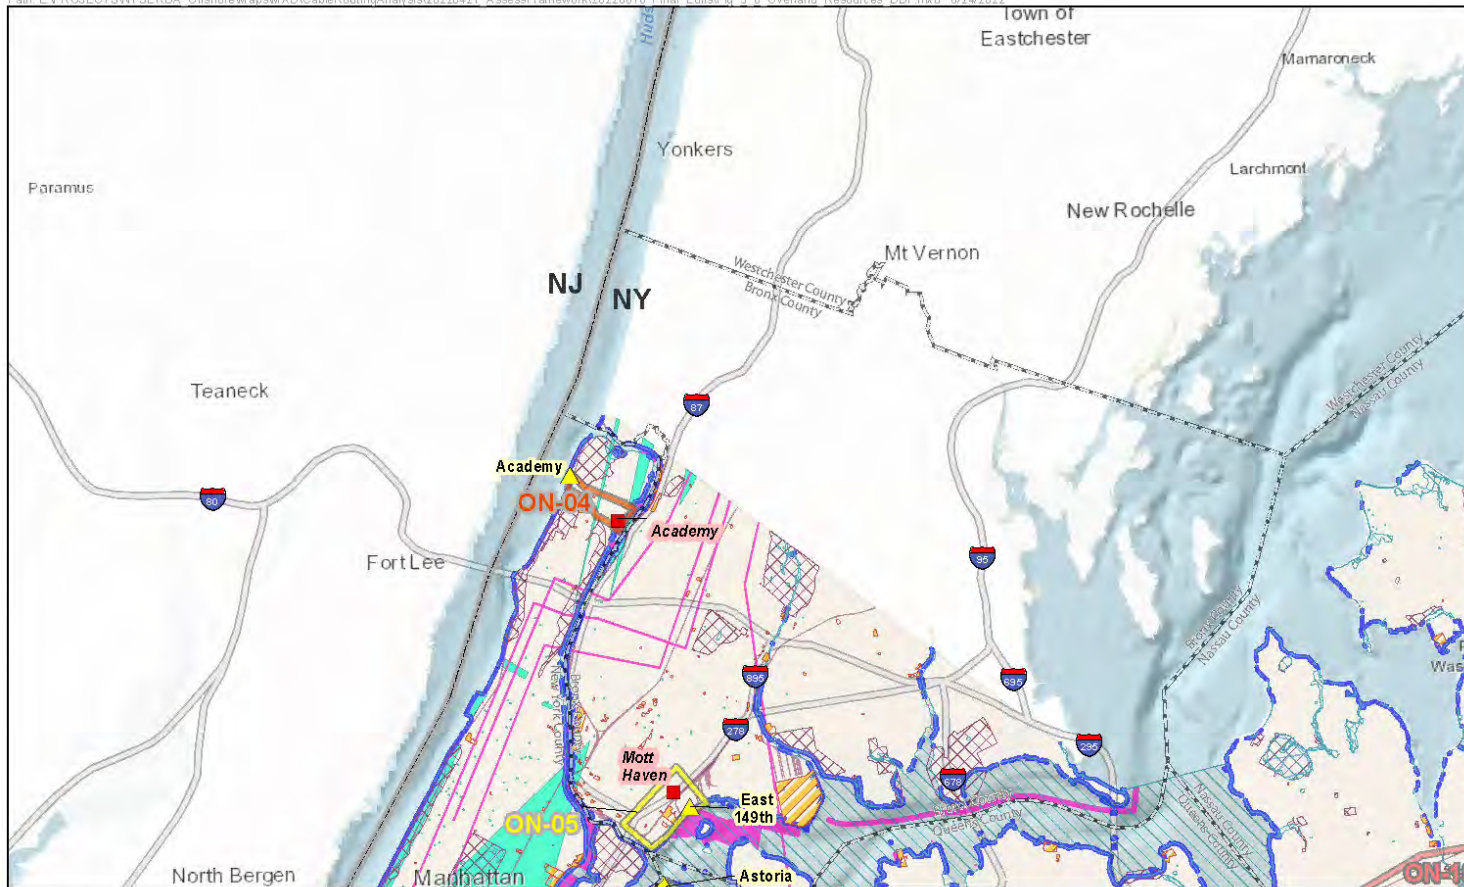 Town of
Eastchester
Mamaroneck
Yonkers
Larchmont
Paramus
New Rochelle
Mt Vernon
Westchester County
Bronx County
NJ
NY
Westchester County
Nassau County
Teaneck
87
Academy
80
ON-04
Academy
Fort Lee
95
Bronx County
Nassau County
New York County
895
695
278
295
Mott
Haven
678
East
149th
Queens County
Nassau County
Queens County
ON-05
North Bergen
Manhattan
Astoria